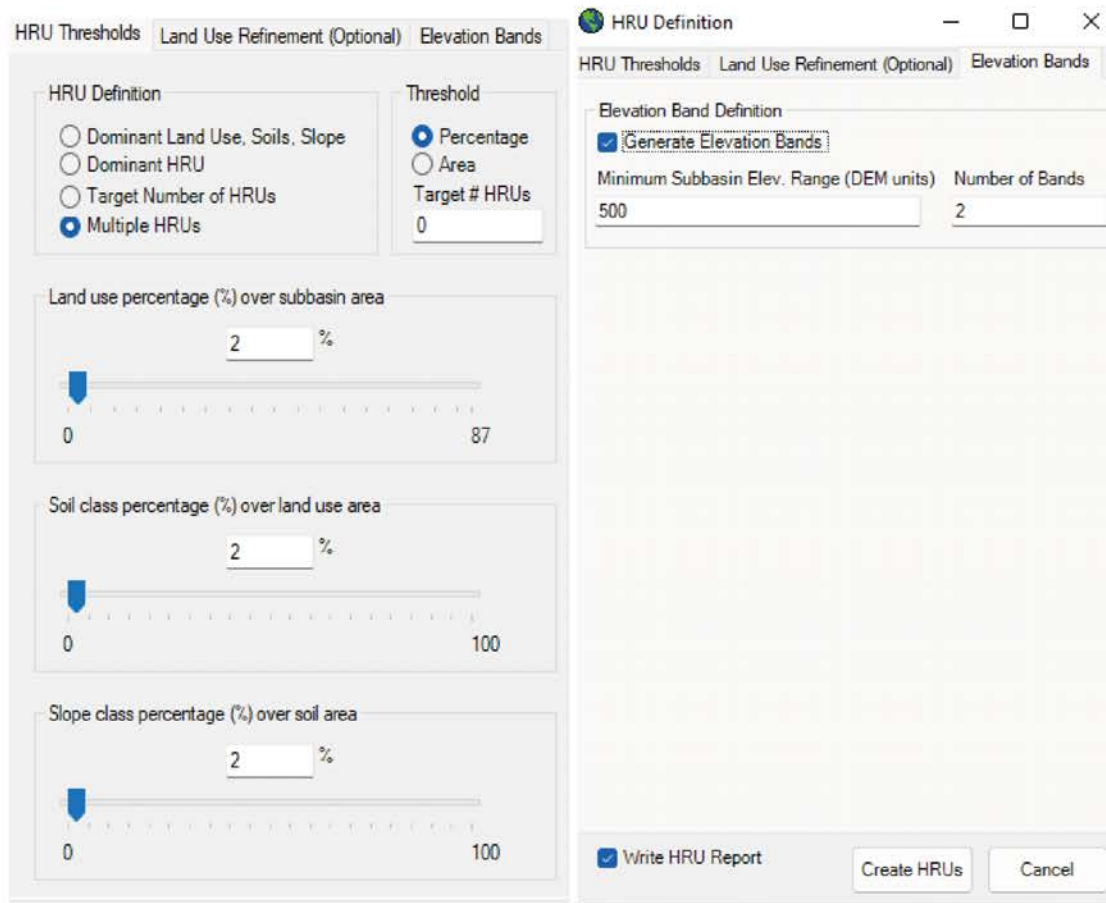 HRU Thresholds Land Use Refinement (Optional) Elevation Bands
HRU Definition
Dominant Land Use, Soils, Slope
Dominant HRU
Target Number of HRUs
Multiple HRUs
Threshold
Percentage
Area
Target # HRUs
0
Land use percentage (%) over subbasin area
2 %
0 87
Soil class percentage (%) over land use area
2 %
0 100
Slope class percentage (%) over soil area
2 %
0 100
HRU Definition
HRU Thresholds Land Use Refinement (Optional) Elevation Bands
Elevation Band Definition
Generate Elevation Bands
Minimum Subbasin Elev. Range (DEM units) Number of Bands
500 2
Write HRU Report Create HRUs Cancel